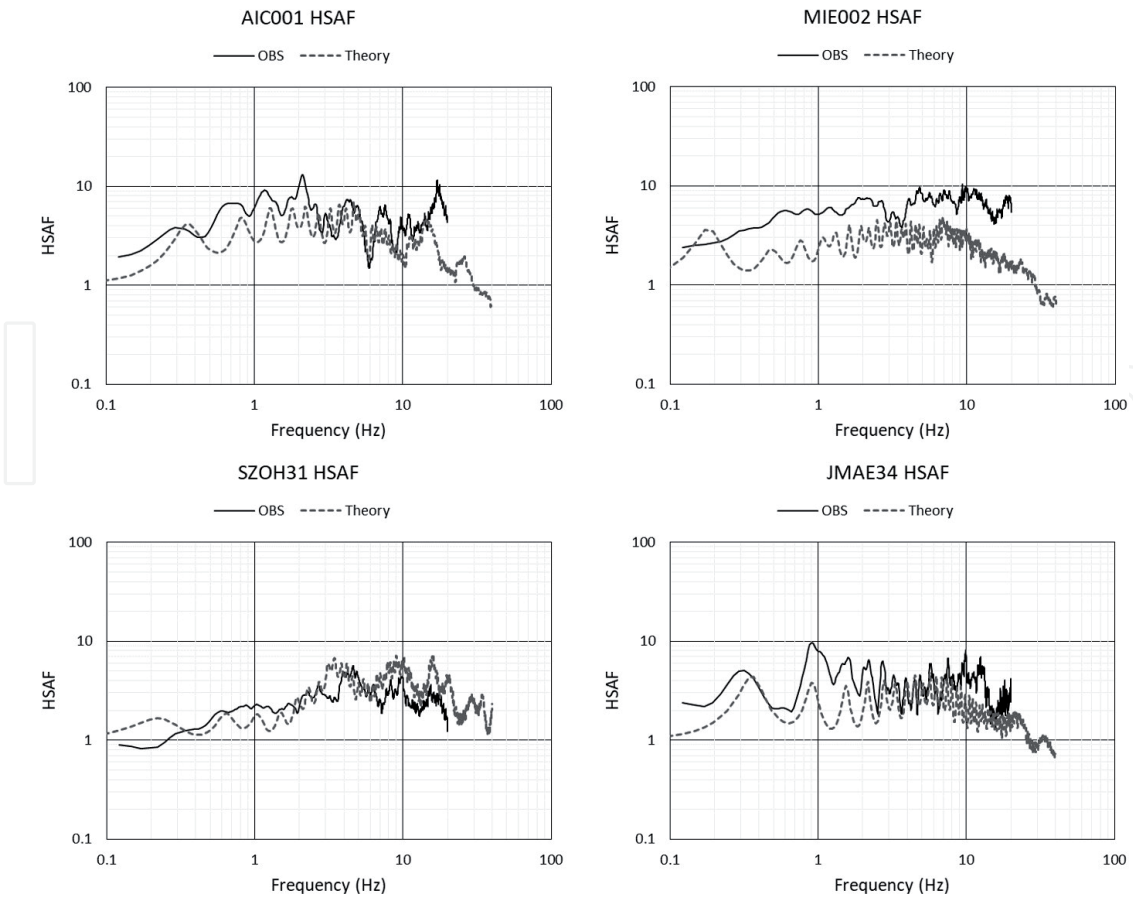 AIC001 HSAF
OBS Theory
100
10
1
0.1
HSAF
0.1 1 10 100
Frequency (Hz)
MIE002 HSAF
OBS Theory
100
10
1
0.1
HSAF
0.1 1 10 100
Frequency (Hz)
SZOH31 HSAF
OBS Theory
100
10
1
0.1
HSAF
0.1 1 10 100
Frequency (Hz)
JMAE34 HSAF
OBS Theory
100
10
1
0.1
HSAF
0.1 1 10 100
Frequency (Hz)